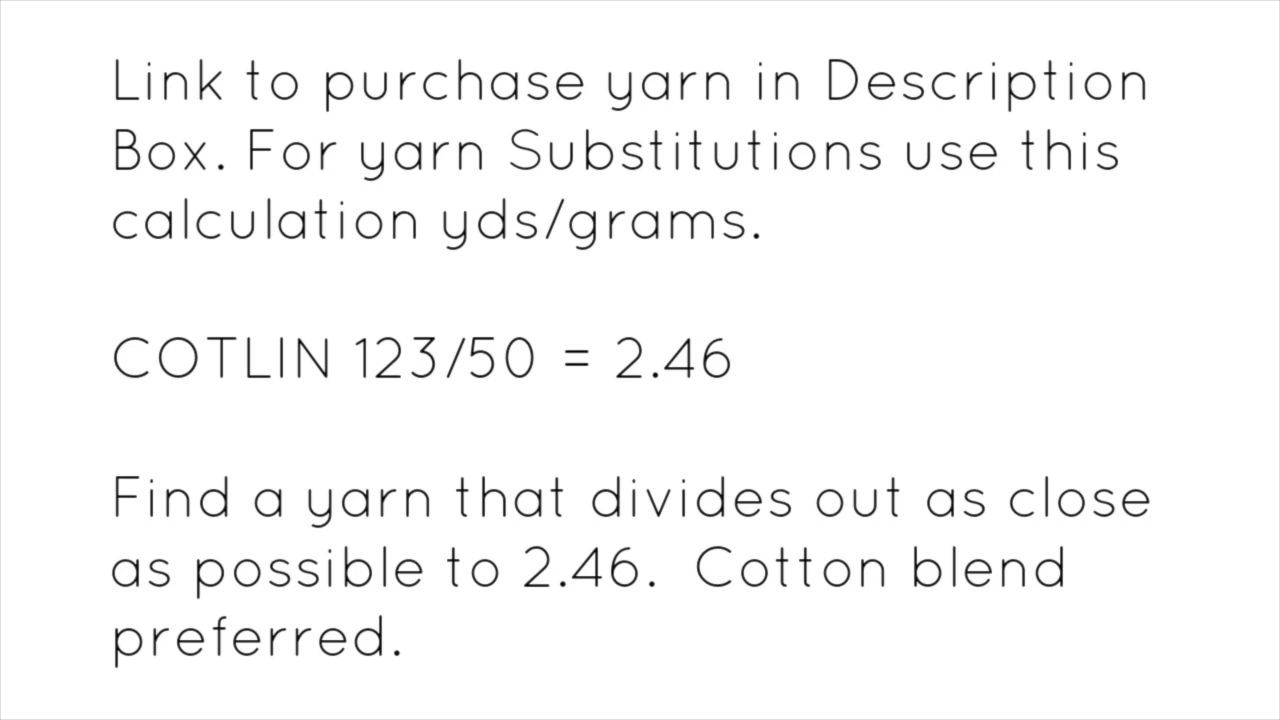 Link to purchase yarn in Description
Box. For yarn Substitutions use this
calculation yds/grams.
COTLIN 123/50 = 2.46
Find a yarn that divides out as close
as possible to 2.46. Cotton blend
preferred.